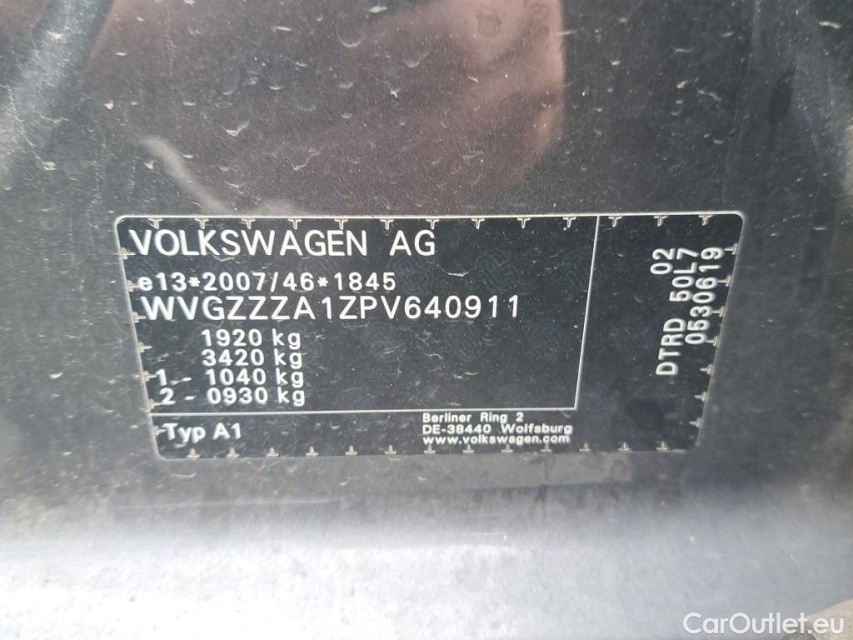 VOLKSWAGEN AG
e13*2007/46*1845
WVGZZZA1ZPV640911
1920 kg
3420 kg
1 - 1040 kg
2 - 0930 kg
Typ A1
Berliner Ring 2
DE-38440 Wolfsburg
www.volkswagen.com
02
DTRD 50L7
0530619
CarOutlet.eu